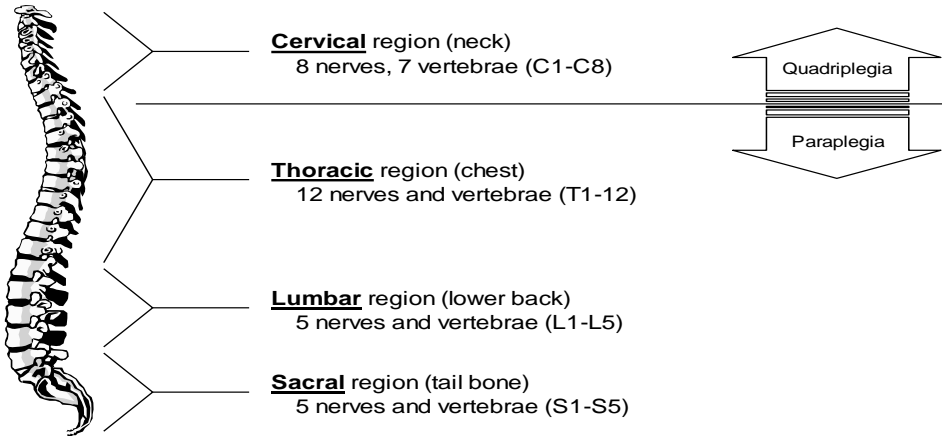 Cervical region (neck)
8 nerves, 7 vertebrae (C1-C8)
Quadriplegia
Paraplegia
Thoracic region (chest)
12 nerves and vertebrae (T1-12)
Lumbar region (lower back)
5 nerves and vertebrae (L1-L5)
Sacral region (tail bone)
5 nerves and vertebrae (S1-S5)